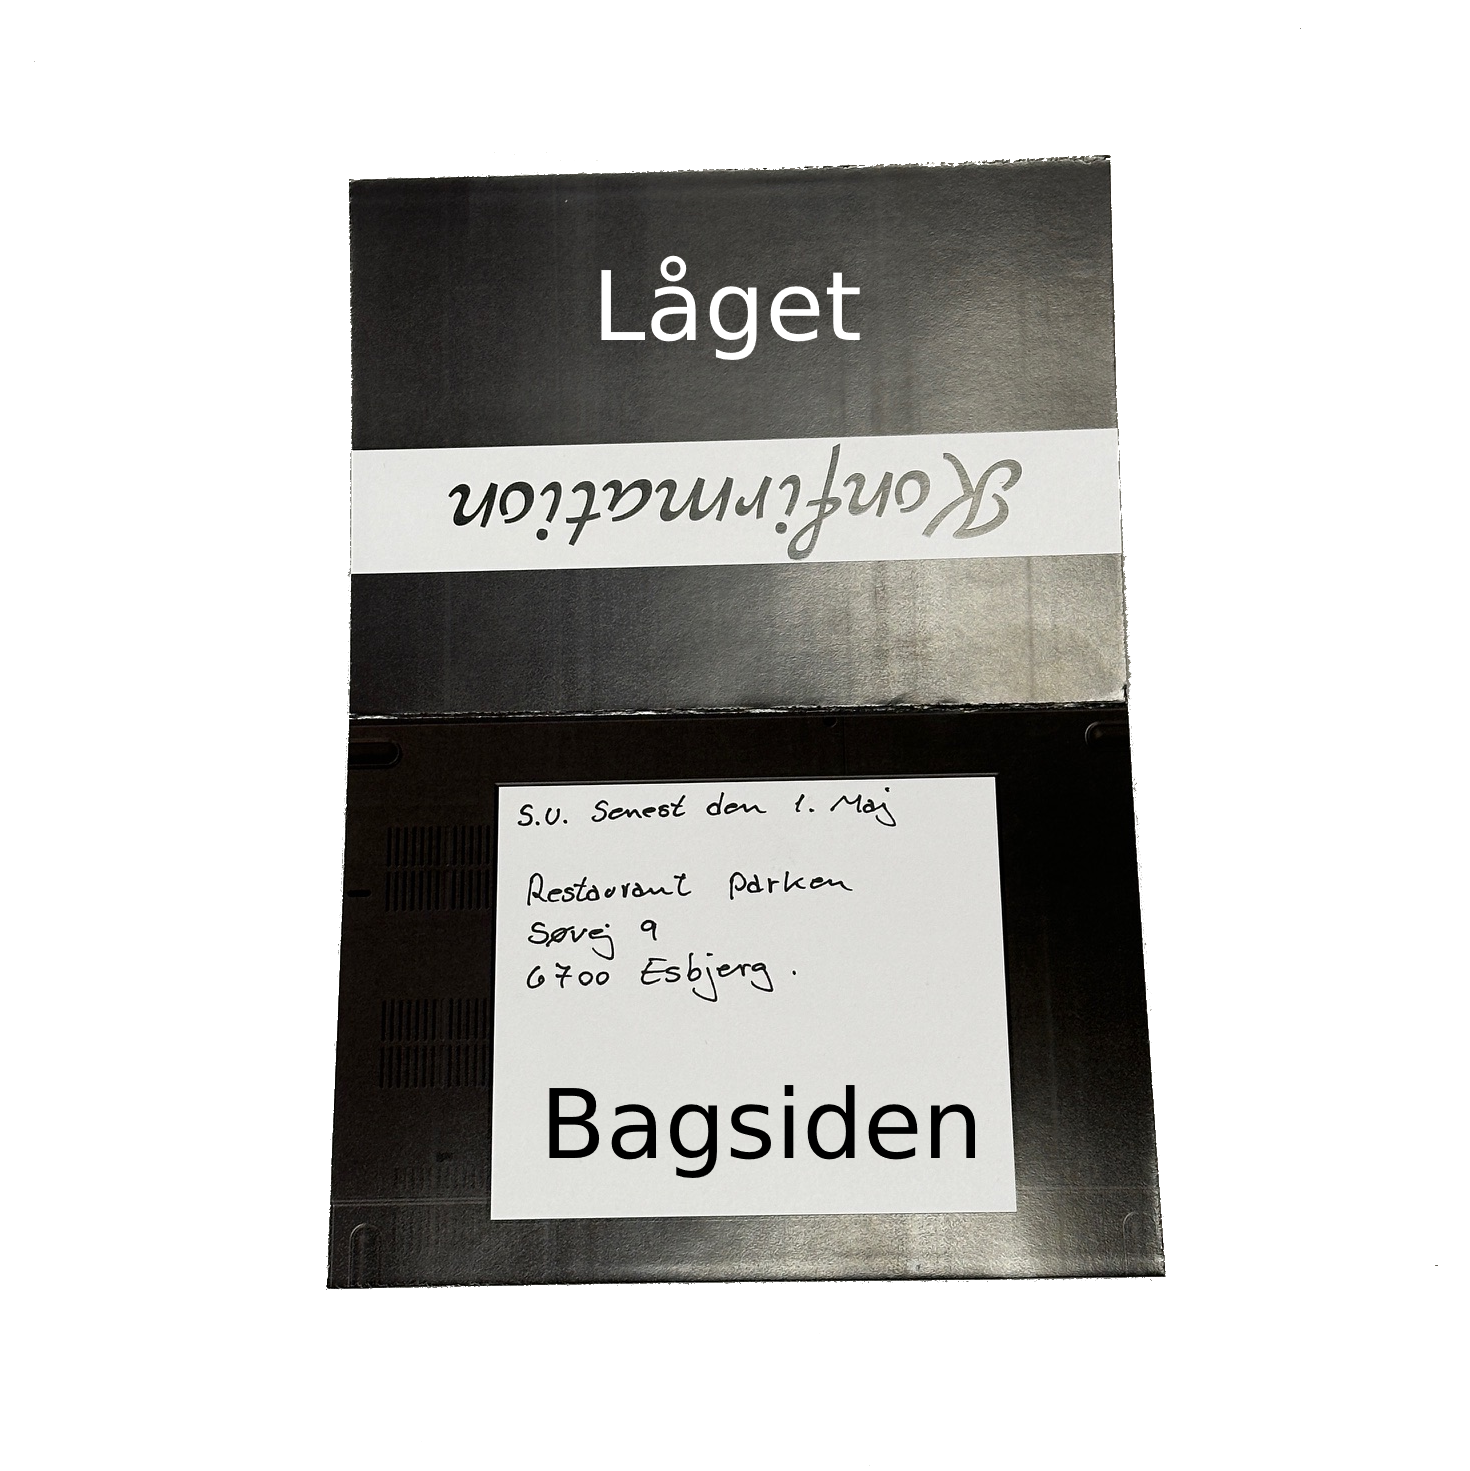 Låget
Konfirmation
S.U. Senest den 1. Maj
Restaurant Parken
Søvej 9
6700 Esbjerg.
Bagsiden